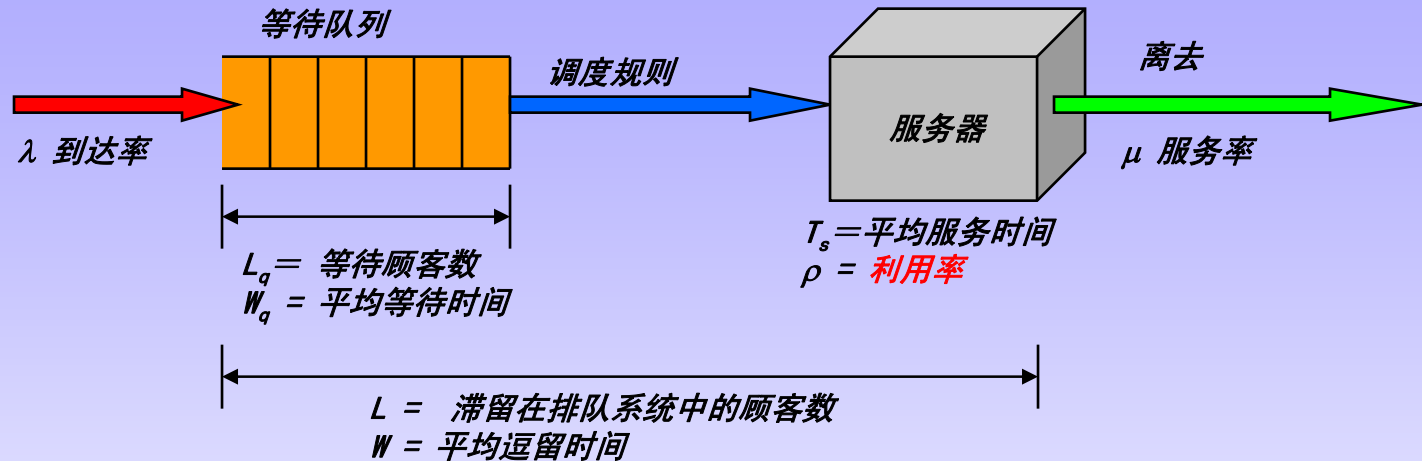 等待队列
调度规则
离去
服务器
λ 到达率
μ 服务率
Ts＝平均服务时间
ρ = 利用率
Lq＝ 等待顾客数
Wq = 平均等待时间
L = 滞留在排队系统中的顾客数
W = 平均逗留时间